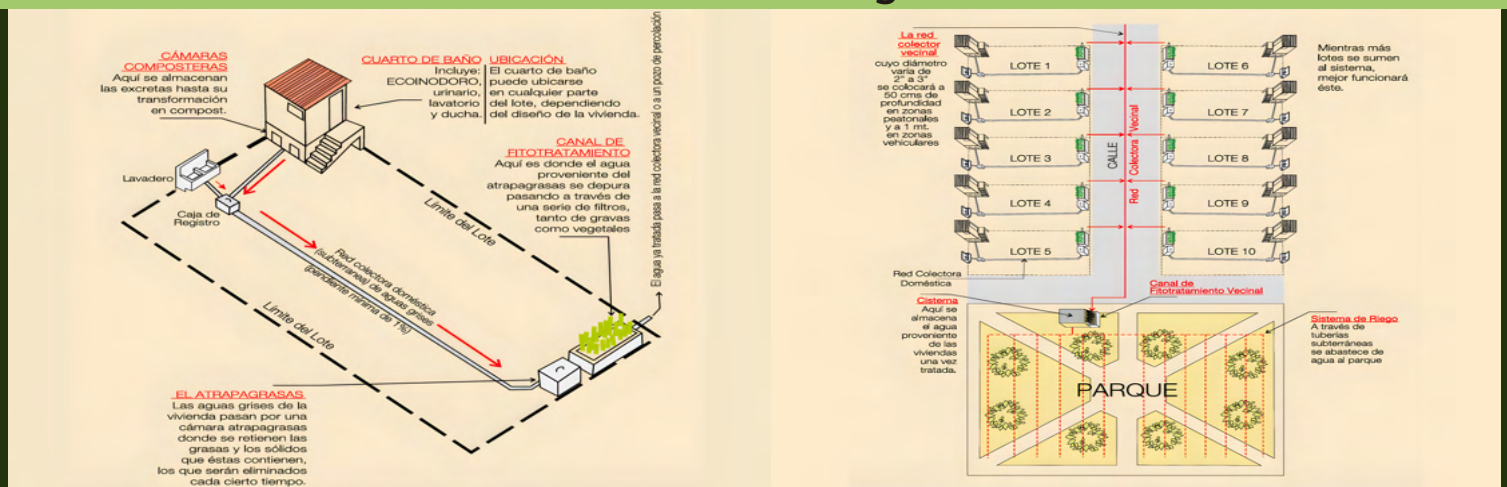 CÁMARAS
COMPOSTERAS
Aquí se almacenan
las excretas hasta su
transformación
en compost.
CUARTO DE BAÑO
Incluye:
ECOINODORO,
urinario,
lavatorio
y ducha.
UBICACIÓN
El cuarto de baño
puede ubicarse
en cualquier parte
del lote, dependiendo
del diseño de la vivienda.
CANAL DE
FITOTRATAMIENTO
Aquí es donde el agua
proveniente del
atrapagrasas se depura
pasando a través de
una serie de filtros,
tanto de gravas
como vegetales
El agua ya tratada pasa a la red colectora vecinal o a un pozo de percolación
Lavadero
Caja de
Registro
Límite del Lote
Red colectora doméstica
(subterranea) de aguas grises
(pendiente mínima de 1%)
Límite del Lote
EL ATRAPAGRASAS
Las aguas grises de la
vivienda pasan por una
cámara atrapagrasas
donde se retienen las
grasas y los sólidos
que éstas contienen,
los que serán eliminados
cada cierto tiempo.
La red
colector
vecinal
cuyo diámetro
varía de
2" a 3"
se colocará a
50 cms de
profundidad
en zonas
peatonales
y a 1 mt.
en zonas
vehiculares
LOTE 1
LOTE 2
LOTE 3
LOTE 4
LOTE 5
CALLE
Red Colectora Vecinal
LOTE 6
LOTE 7
LOTE 8
LOTE 9
LOTE 10
Mientras más
lotes se sumen
al sistema,
mejor funcionará
éste.
Red Colectora
Doméstica
Cisterna
Aquí se
almacena
el agua
proveniente
de las
viviendas
una vez
tratada.
Canal de
Fitotratamiento Vecinal
Sistema de Riego
A través de
tuberías
subterráneas
se abastece de
agua al parque
PARQUE